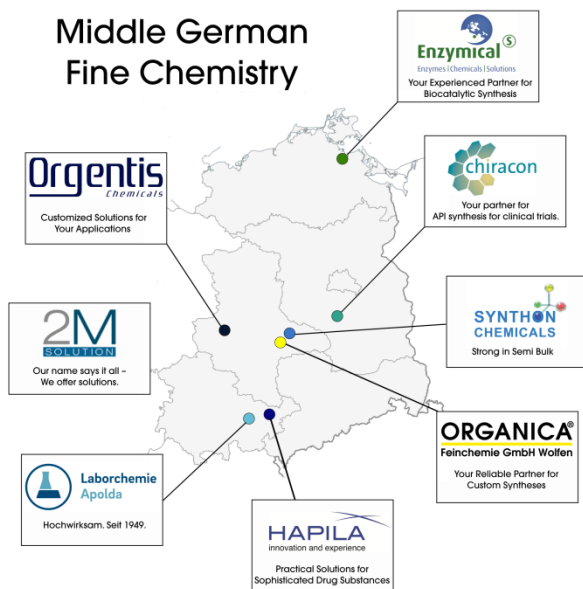 Middle German
Fine Chemistry
Enzymical S
Enzymes|Chemicals|Solutions
Your Experienced Partner for
Biocatalytic Synthesis
Orgentis
Chemicals
Customized Solutions for
Your Applications
chiracon
Your partner for
API synthesis for clinical trials.
2M
SOLUTION
Our name says it all –
We offer solutions.
SYNTHON
CHEMICALS
Strong in Semi Bulk
ORGANICA®
Feinchemie GmbH Wolfen
Your Reliable Partner for
Custom Syntheses
Laborchemie
Apolda
Hochwirksam. Seit 1949.
HAPILA
innovation and experience
Practical Solutions for
Sophisticated Drug Substances